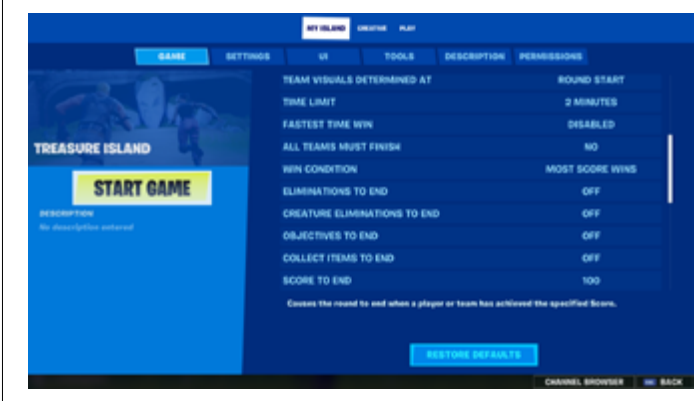 MY ISLAND CREATIVE PLAY
GAME SETTINGS UI TOOLS DESCRIPTION PERMISSIONS
TEAM VISUALS DETERMINED AT ROUND START
TIME LIMIT 2 MINUTES
FASTEST TIME WIN DISABLED
ALL TEAMS MUST FINISH NO
TREASURE ISLAND
WIN CONDITION MOST SCORE WINS
START GAME
ELIMINATIONS TO END OFF
DESCRIPTION
CREATURE ELIMINATIONS TO END OFF
No description entered
OBJECTIVES TO END OFF
COLLECT ITEMS TO END OFF
SCORE TO END 100
Causes the round to end when a player or team has achieved the specified Score.
RESTORE DEFAULTS
CHANNEL BROWSER BACK